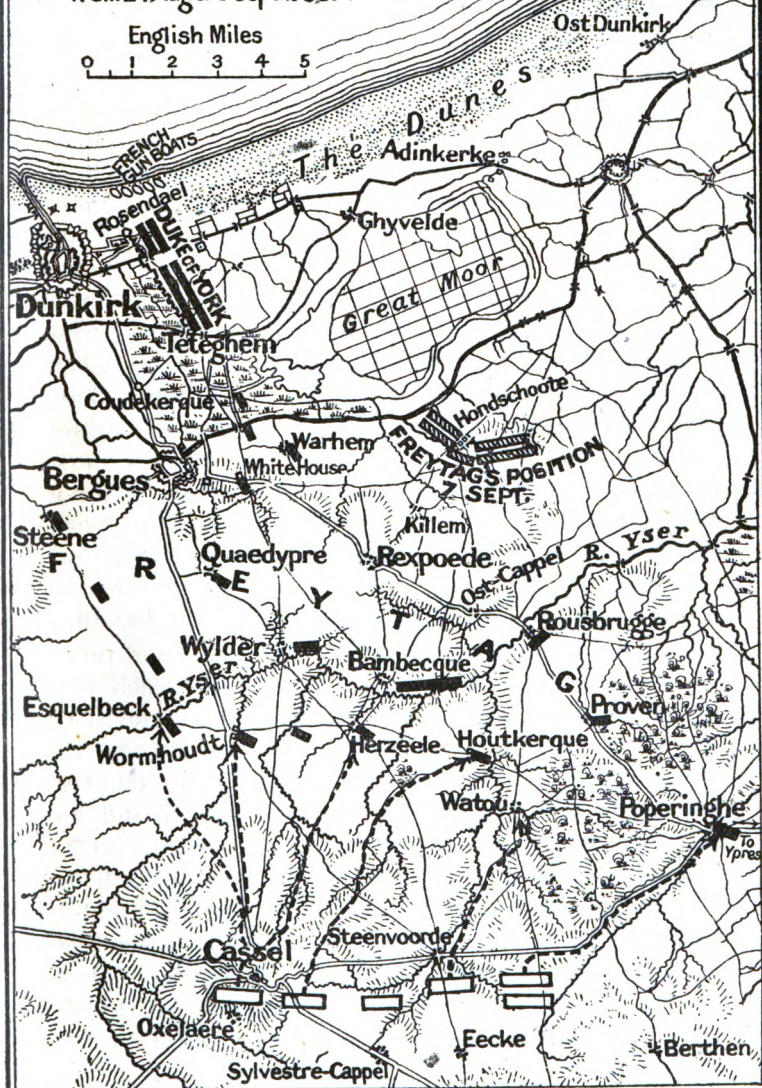 English Miles
0 1 2 3 4 5
Ost Dunkirk
The Dunes
FRENCH
GUN BOATS
Adinkerke
Rosendael
Ghyvelde
DUKE OF YORK
Dunkirk
Great Moor
Teteghem
Coudekerque
Hondschoote
Warhem
FREYTAG'S POSITION
7 SEPT.
White House
Bergues
Killem
Steene
Quaedypre
Rexpoede
R. Yser
Ost-Cappel
FREYTAG
Rousbrugge
Wylder
Bambecque
R. Yser
Esquelbeck
Proven
Wormhoudt
Herzeele
Houtkerque
Watou
Poperinghe
To
Ypres
Cassel
Steenvoorde
Oxelaere
Eecke
Berthen
Sylvestre-Cappel